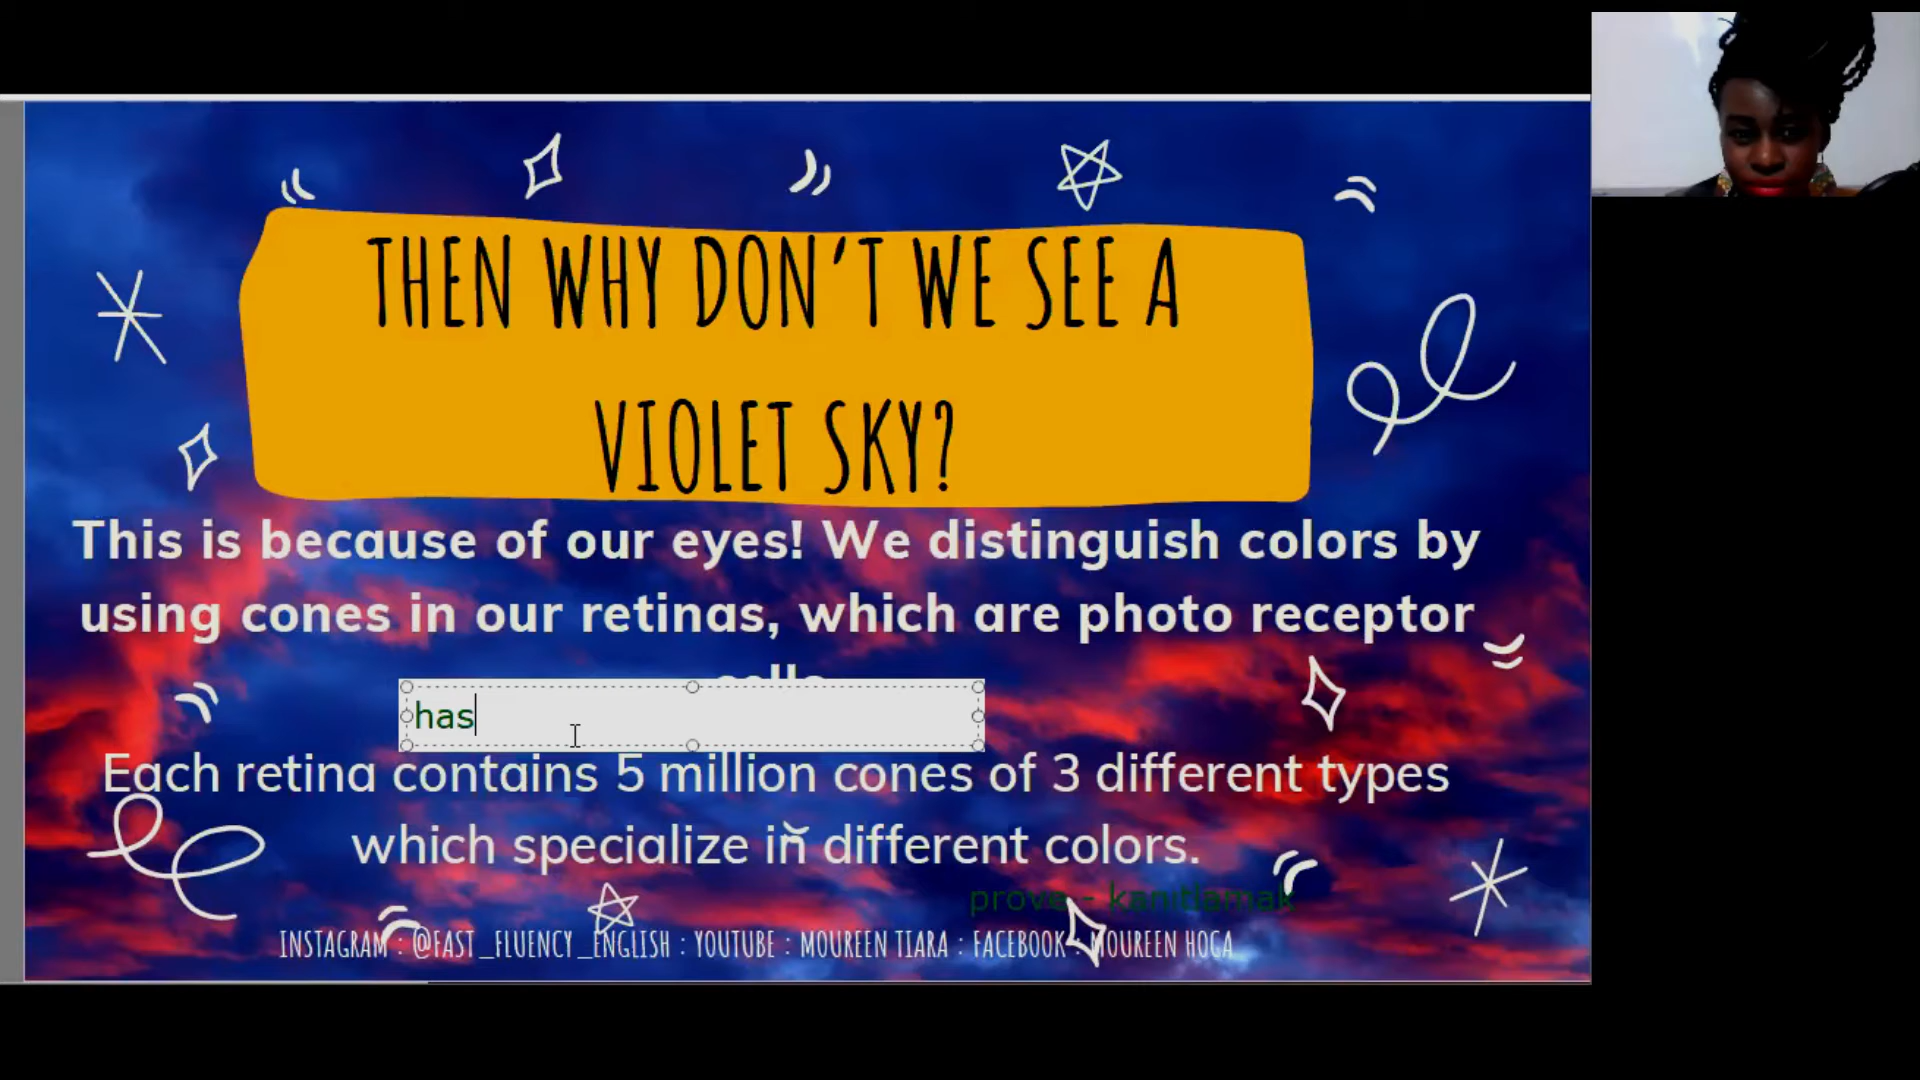 THEN WHY DON'T WE SEE A
VIOLET SKY?
This is because of our eyes! We distinguish colors by
using cones in our retinas, which are photo receptor
has
Each retina contains 5 million cones of 3 different types
which specialize in different colors.
prove - kanıtlamak
INSTAGRAM : @FAST_FLUENCY_ENGLISH : YOUTUBE : MOUREEN TIARA : FACEBOOK : MOUREEN HOGA